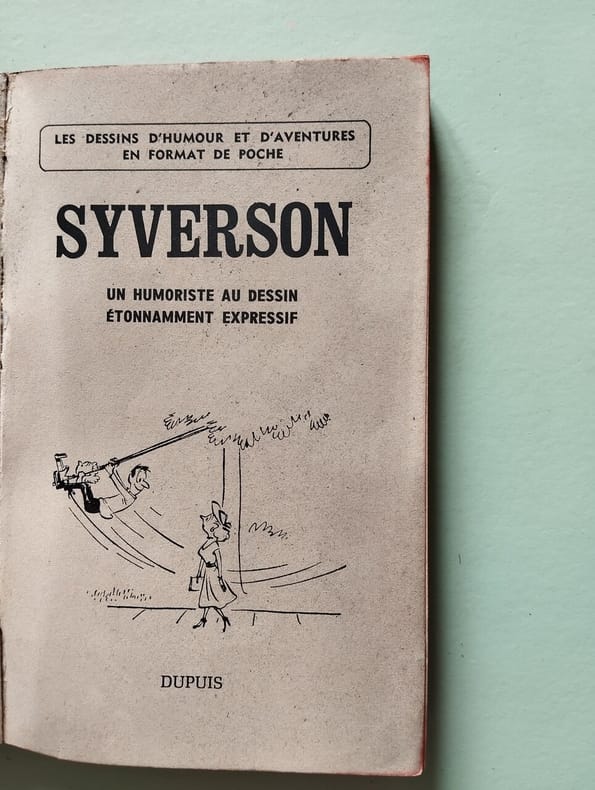 LES DESSINS D'HUMOUR ET D'AVENTURES
EN FORMAT DE POCHE
SYVERSON
UN HUMORISTE AU DESSIN
ÉTONNAMMENT EXPRESSIF
DUPUIS